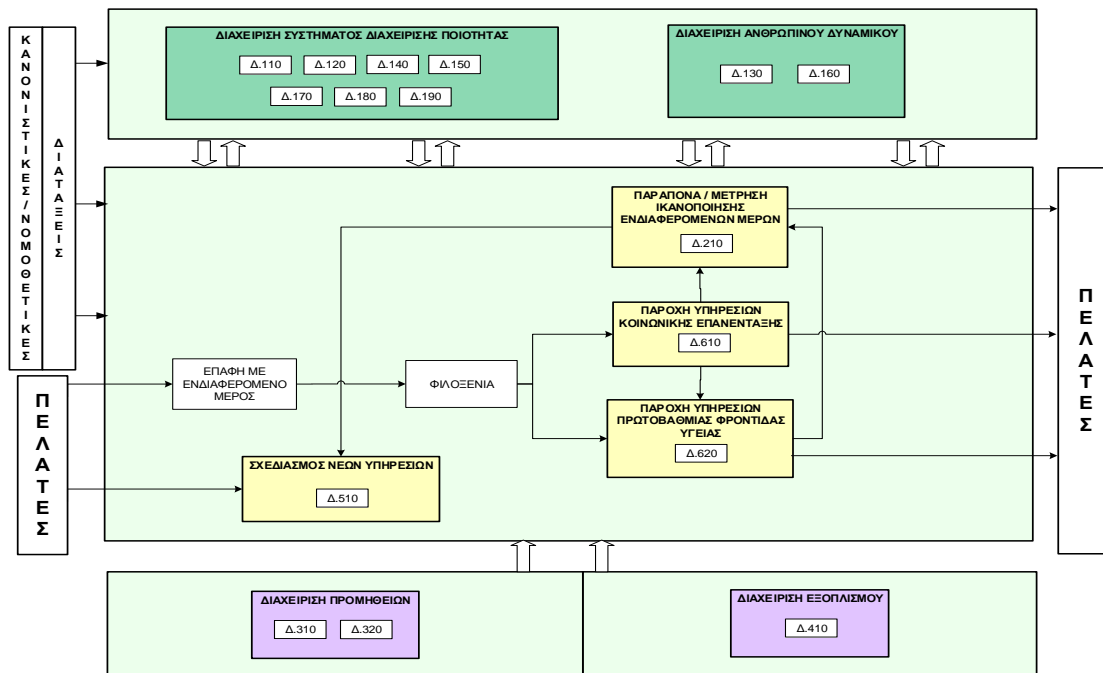 ΚΑΝΟΝΙΣΤΙΚΕΣ / ΝΟΜΟΘΕΤΙΚΕΣ
ΔΙΑΤΑΞΕΙΣ
ΔΙΑΧΕΙΡΙΣΗ ΣΥΣΤΗΜΑΤΟΣ ΔΙΑΧΕΙΡΙΣΗΣ ΠΟΙΟΤΗΤΑΣ
Δ.110 Δ.120 Δ.140 Δ.150
Δ.170 Δ.180 Δ.190
ΔΙΑΧΕΙΡΙΣΗ ΑΝΘΡΩΠΙΝΟΥ ΔΥΝΑΜΙΚΟΥ
Δ.130 Δ.160
ΠΑΡΑΠΟΝΑ / ΜΕΤΡΗΣΗ
ΙΚΑΝΟΠΟΙΗΣΗΣ
ΕΝΔΙΑΦΕΡΟΜΕΝΩΝ ΜΕΡΩΝ
Δ.210
ΠΑΡΟΧΗ ΥΠΗΡΕΣΙΩΝ
ΚΟΙΝΩΝΙΚΗΣ ΕΠΑΝΕΝΤΑΞΗΣ
Δ.610
ΕΠΑΦΗ ΜΕ
ΕΝΔΙΑΦΕΡΟΜΕΝΟ
ΜΕΡΟΣ
ΦΙΛΟΞΕΝΙΑ
ΠΑΡΟΧΗ ΥΠΗΡΕΣΙΩΝ
ΠΡΩΤΟΒΑΘΜΙΑΣ ΦΡΟΝΤΙΔΑΣ
ΥΓΕΙΑΣ
Δ.620
ΣΧΕΔΙΑΣΜΟΣ ΝΕΩΝ ΥΠΗΡΕΣΙΩΝ
Δ.510
ΠΕΛΑΤΕΣ
ΠΕΛΑΤΕΣ
ΔΙΑΧΕΙΡΙΣΗ ΠΡΟΜΗΘΕΙΩΝ
Δ.310 Δ.320
ΔΙΑΧΕΙΡΙΣΗ ΕΞΟΠΛΙΣΜΟΥ
Δ.410